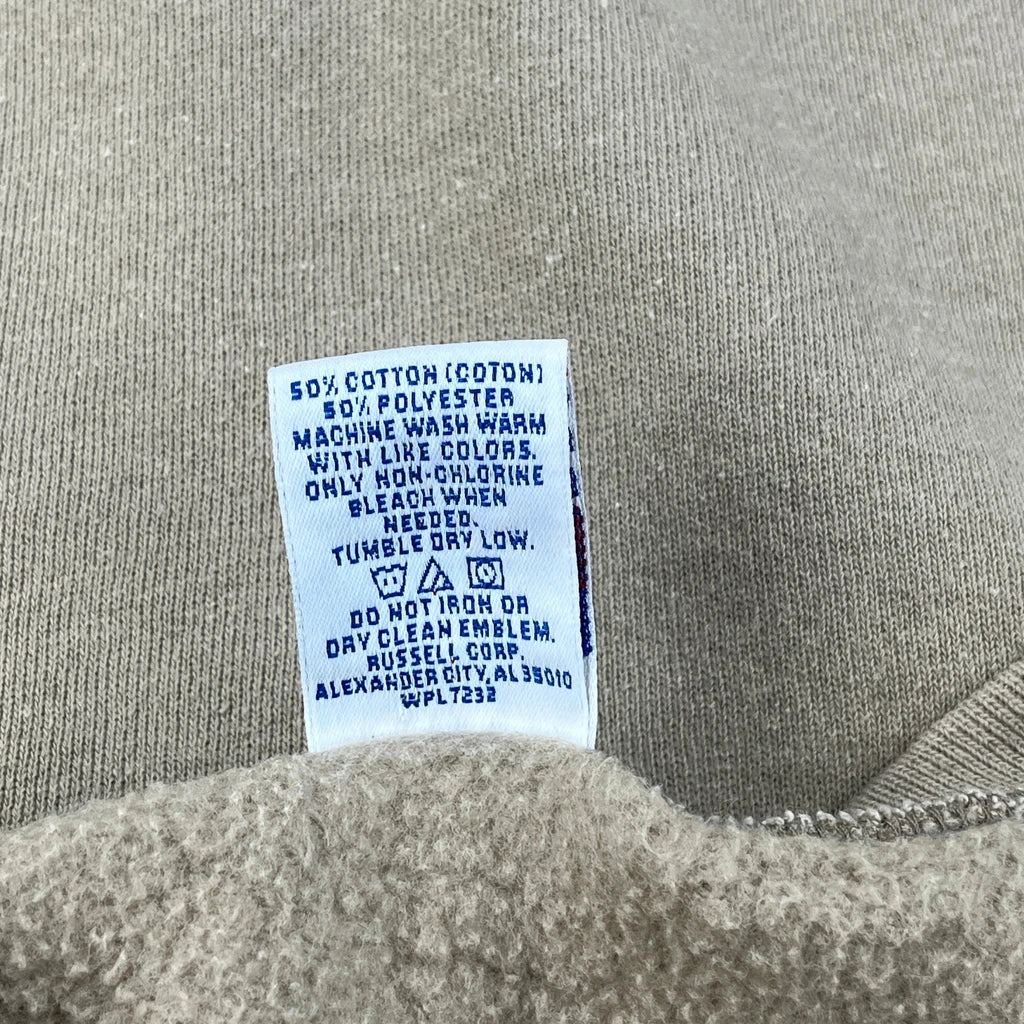 50% COTTON (COTON)
50% POLYESTER
MACHINE WASH WARM
WITH LIKE COLORS.
ONLY NON-CHLORINE
BLEACH WHEN
NEEDED.
TUMBLE DRY LOW.
DO NOT IRON OR
DRY CLEAN EMBLEM.
RUSSELL CORP.
ALEXANDER CITY, AL 35010
WPL7232